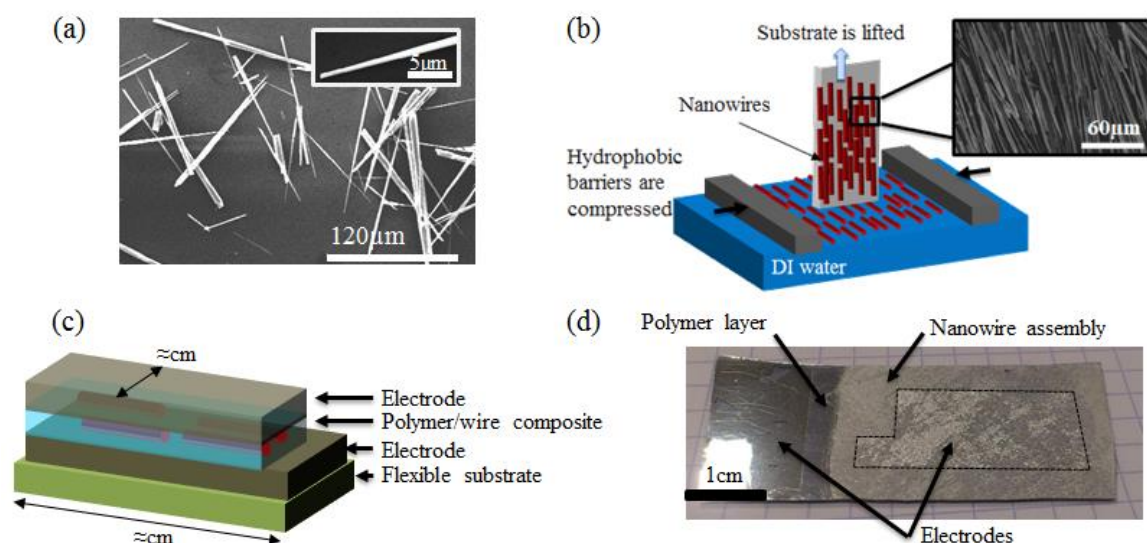 (a)
5μm
120μm
(b)
Substrate is lifted
Nanowires
Hydrophobic
barriers are
compressed
DI water
60μm
(c)
≈cm
Electrode
Polymer/wire composite
Electrode
Flexible substrate
≈cm
(d)
Polymer layer
Nanowire assembly
1cm
Electrodes